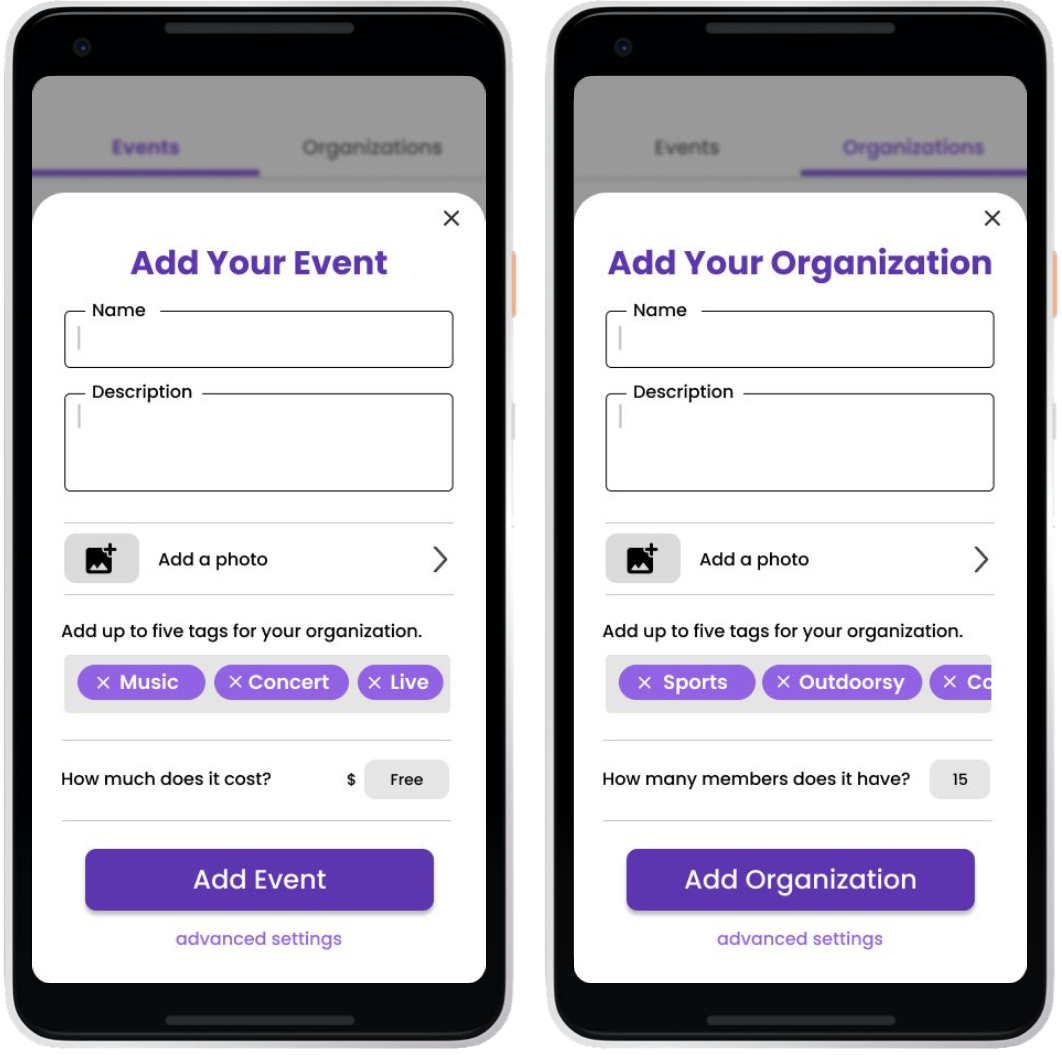 Events Organizations
Add Your Event
Name
Description
Add a photo
Add up to five tags for your organization.
Music Concert Live
How much does it cost? $ Free
Add Event
advanced settings
Events Organizations
Add Your Organization
Name
Description
Add a photo
Add up to five tags for your organization.
Sports Outdoorsy Co
How many members does it have? 15
Add Organization
advanced settings